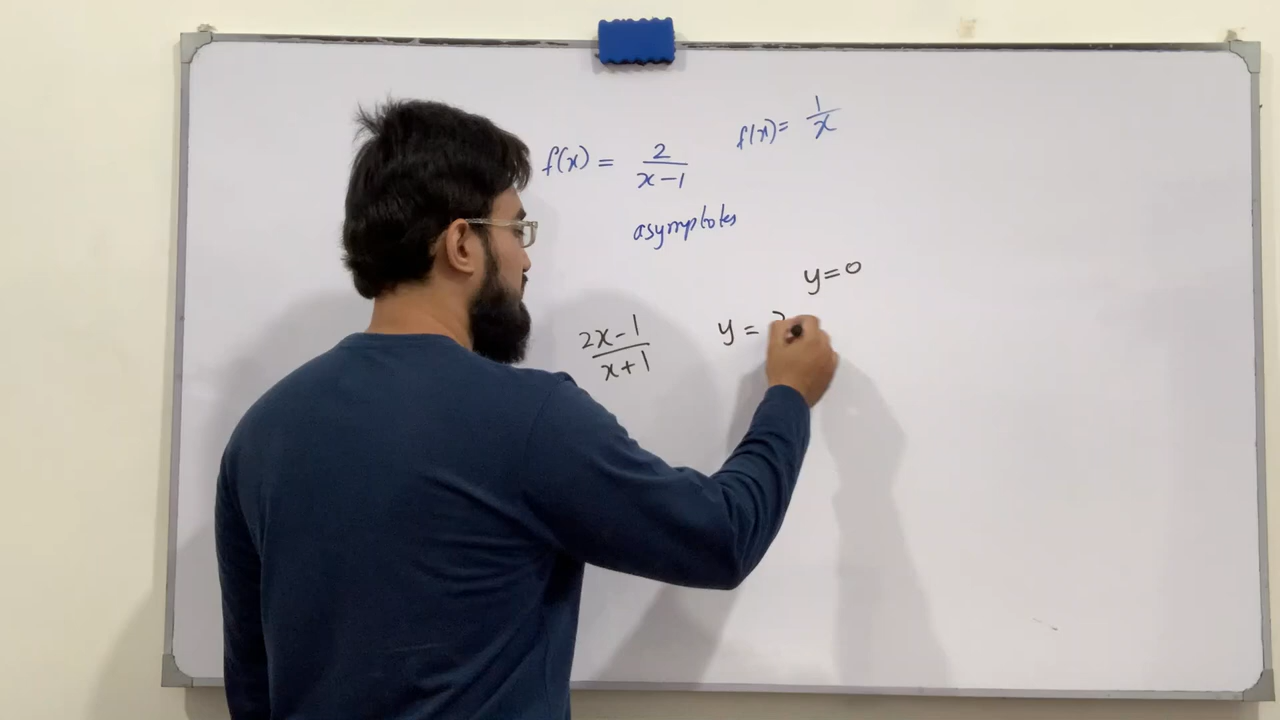 f(x) = 2/(x-1)
f(x) = 1/x
asymptotes
y=0
(2x-1)/(x+1)
y =